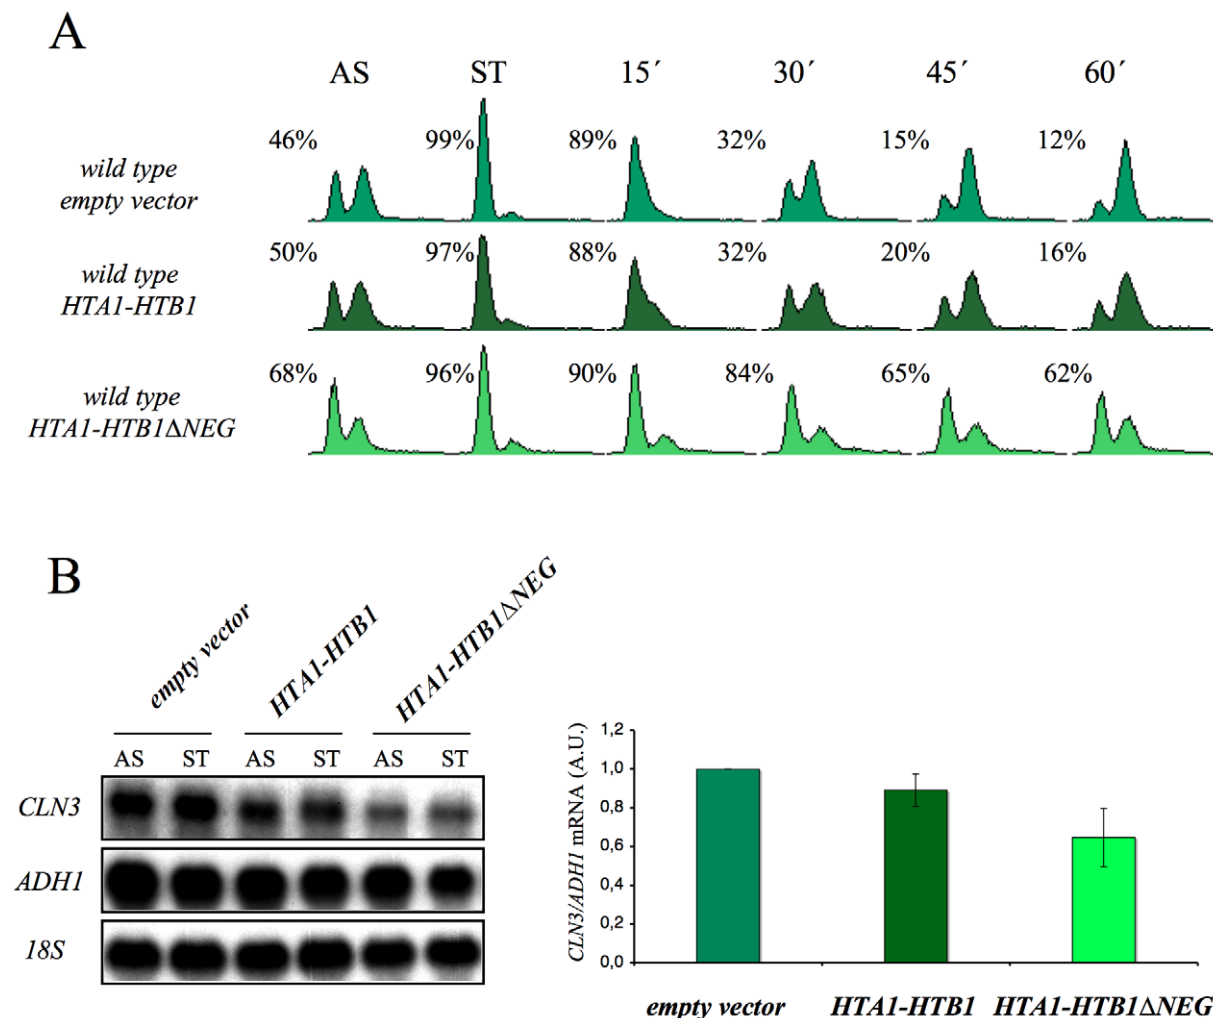 A
AS ST 15´ 30´ 45´ 60´
46% 99% 89% 32% 15% 12%
wild type
empty vector
50% 97% 88% 32% 20% 16%
wild type
HTA1-HTB1
68% 96% 90% 84% 65% 62%
wild type
HTA1-HTB1ΔNEG
B
empty vector
HTA1-HTB1
HTA1-HTB1ΔNEG
AS ST AS ST AS ST
CLN3
ADH1
18S
CLN3/ADH1 mRNA (A.U.)
1,2
1,0
0,8
0,6
0,4
0,2
0,0
empty vector HTA1-HTB1 HTA1-HTB1ΔNEG